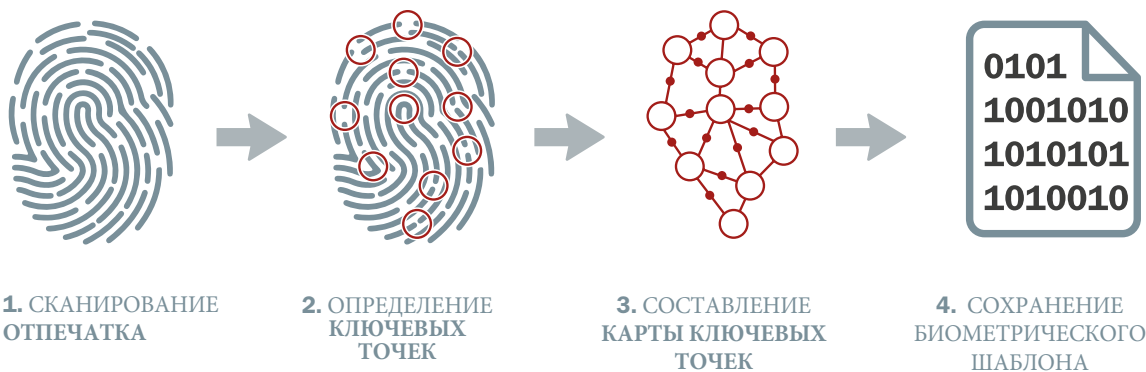 0101
1001010
1010101
1010010
1. СКАНИРОВАНИЕ
ОТПЕЧАТКА
2. ОПРЕДЕЛЕНИЕ
КЛЮЧЕВЫХ
ТОЧЕК
3. СОСТАВЛЕНИЕ
КАРТЫ КЛЮЧЕВЫХ
ТОЧЕК
4. СОХРАНЕНИЕ
БИОМЕТРИЧЕСКОГО
ШАБЛОНА